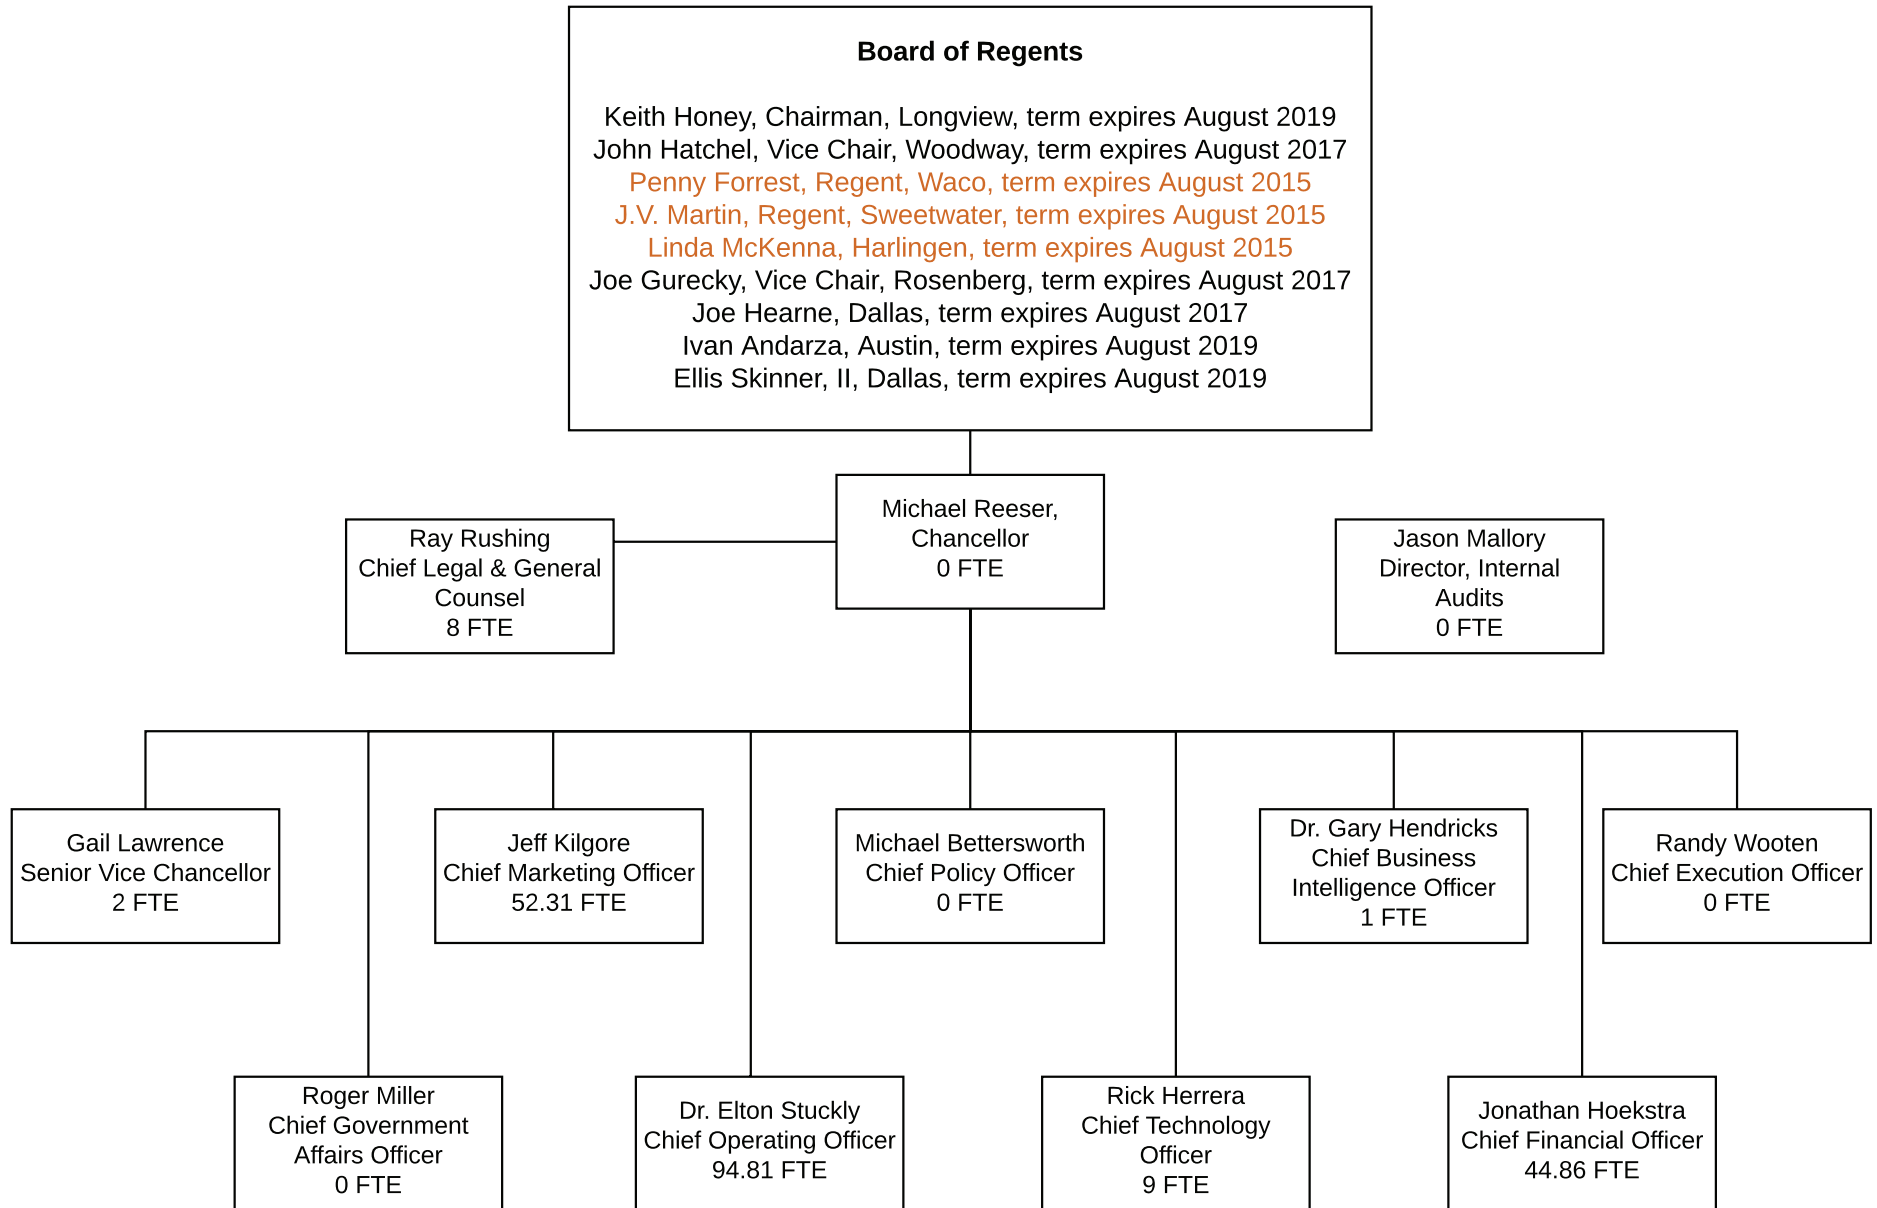 Board of Regents
Keith Honey, Chairman, Longview, term expires August 2019
John Hatchel, Vice Chair, Woodway, term expires August 2017
Penny Forrest, Regent, Waco, term expires August 2015
J.V. Martin, Regent, Sweetwater, term expires August 2015
Linda McKenna, Harlingen, term expires August 2015
Joe Gurecky, Vice Chair, Rosenberg, term expires August 2017
Joe Hearne, Dallas, term expires August 2017
Ivan Andarza, Austin, term expires August 2019
Ellis Skinner, II, Dallas, term expires August 2019
Michael Reeser,
Chancellor
0 FTE
Ray Rushing
Chief Legal & General
Counsel
8 FTE
Jason Mallory
Director, Internal
Audits
0 FTE
Gail Lawrence
Senior Vice Chancellor
2 FTE
Jeff Kilgore
Chief Marketing Officer
52.31 FTE
Michael Bettersworth
Chief Policy Officer
0 FTE
Dr. Gary Hendricks
Chief Business
Intelligence Officer
1 FTE
Randy Wooten
Chief Execution Officer
0 FTE
Roger Miller
Chief Government
Affairs Officer
0 FTE
Dr. Elton Stuckly
Chief Operating Officer
94.81 FTE
Rick Herrera
Chief Technology
Officer
9 FTE
Jonathan Hoekstra
Chief Financial Officer
44.86 FTE